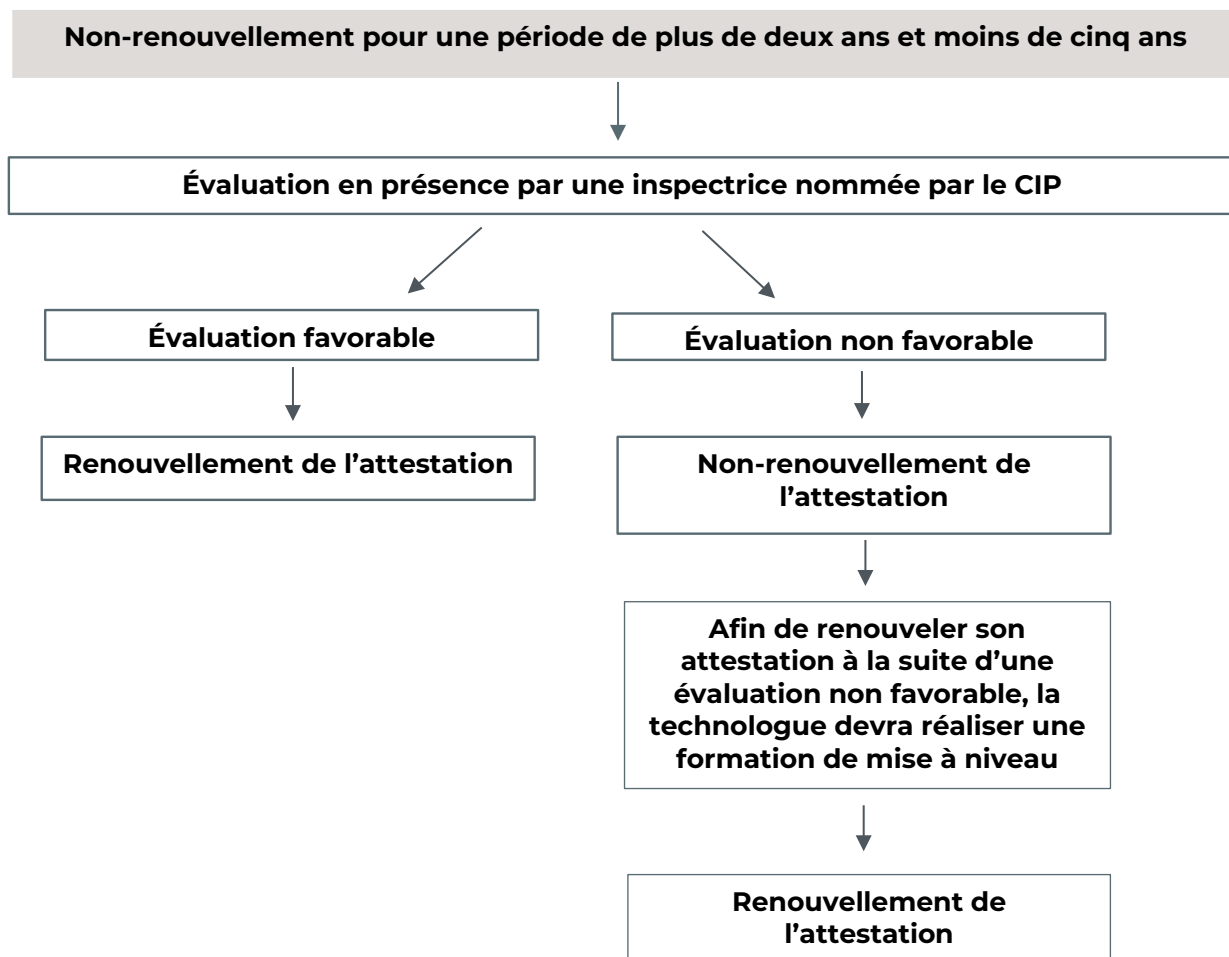 Non-renouvellement pour une période de plus de deux ans et moins de cinq ans
Évaluation en présence par une inspectrice nommée par le CIP
Évaluation favorable
Évaluation non favorable
Renouvellement de l’attestation
Non-renouvellement de
l’attestation
Afin de renouveler son
attestation à la suite d’une
évaluation non favorable, la
technologue devra réaliser une
formation de mise à niveau
Renouvellement de
l’attestation